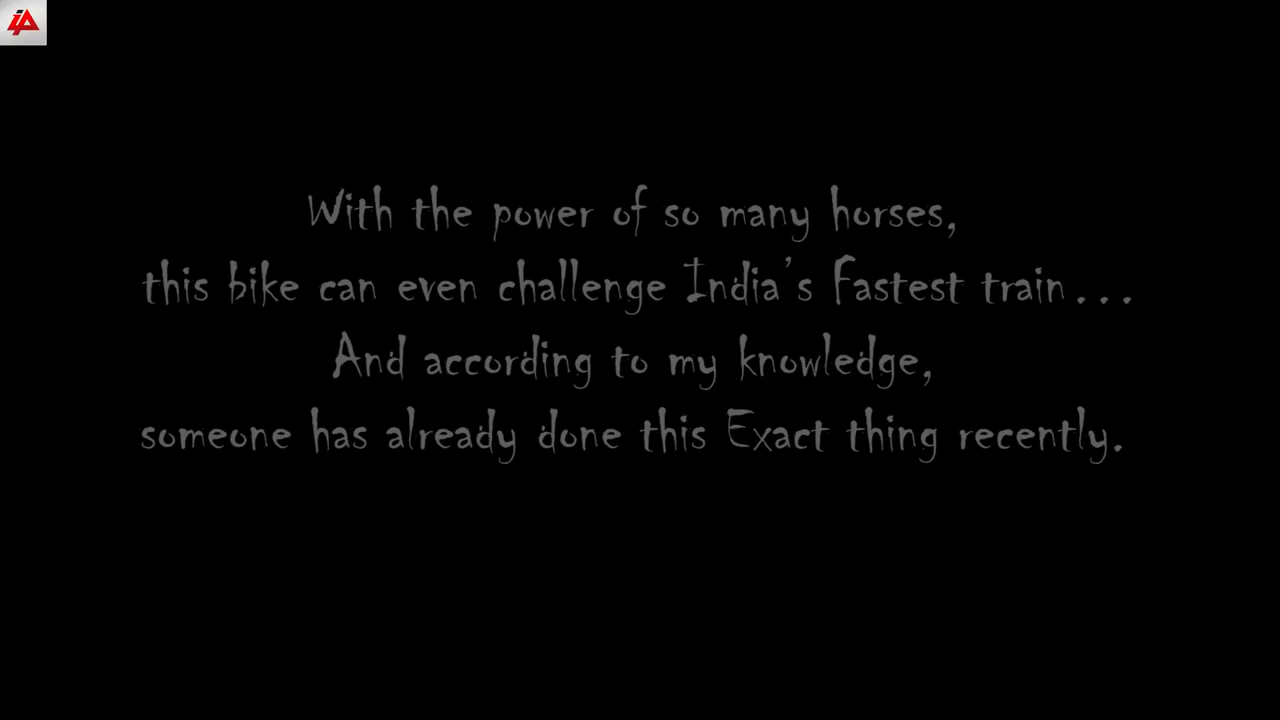 With the power of so many horses,
this bike can even challenge India's Fastest train...
And according to my knowledge,
someone has already done this Exact thing recently.